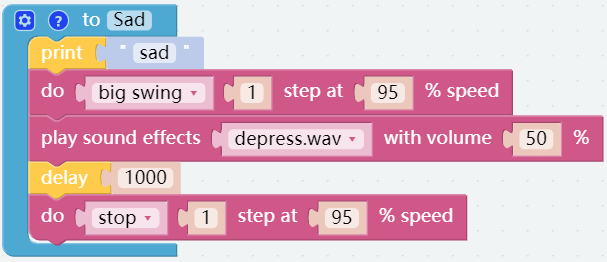 ? to Sad
print " sad "
do big swing 1 step at 95 % speed
play sound effects depress.wav with volume 50 %
delay 1000
do stop 1 step at 95 % speed